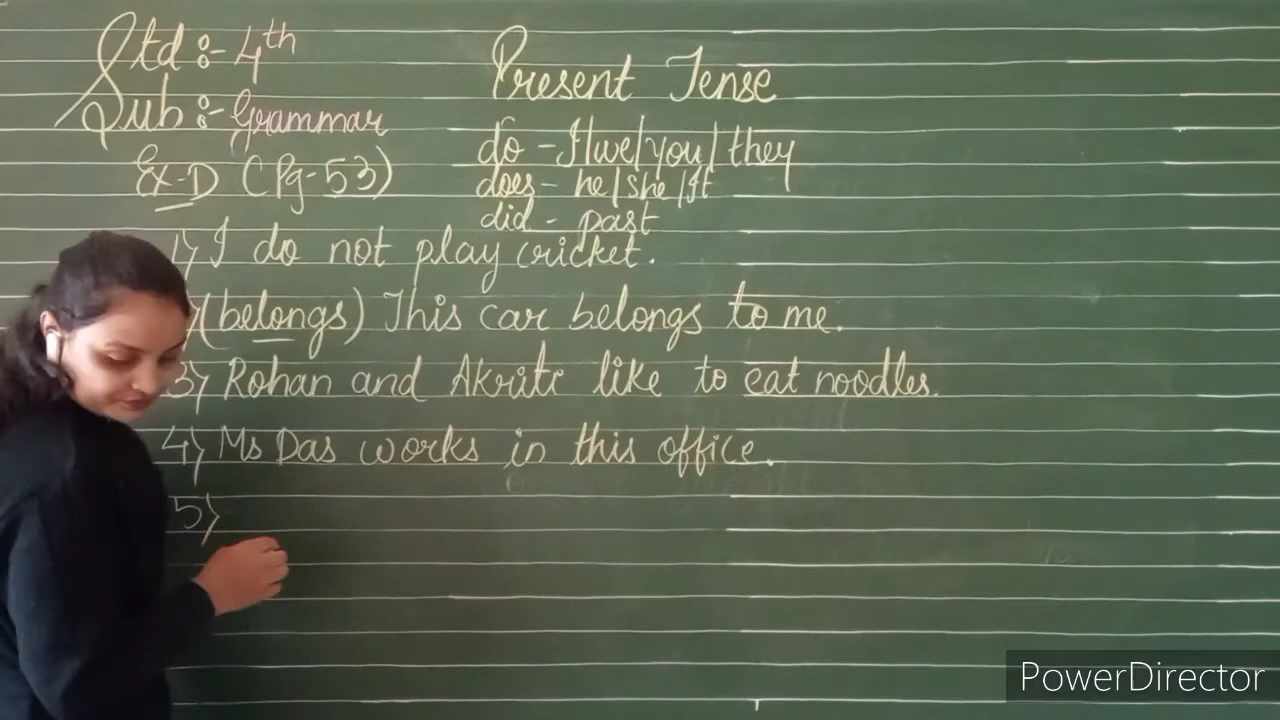 Std :- 4th
Sub :- Grammar
Ex-D (Pg-53)
Present Tense
do - I/we/you/they
does - he/she/It
did - past
1) I do not play cricket.
) (belongs) This car belongs to me.
3) Rohan and Akriti like to eat noodles.
4) Ms Das works in this office.
5)
PowerDirector